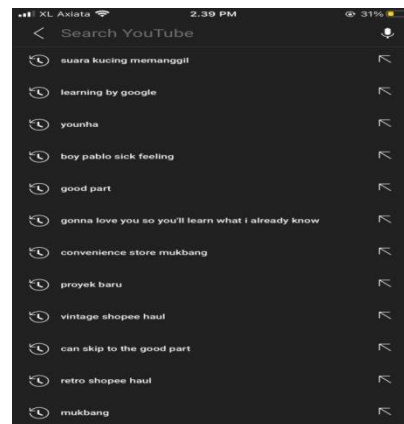 XL Axiata 2.39 PM 31%
Search YouTube
suara kucing memanggil
learning by google
younha
boy pablo sick feeling
good part
gonna love you so you'll learn what i already know
convenience store mukbang
proyek baru
vintage shopee haul
can skip to the good part
retro shopee haul
mukbang